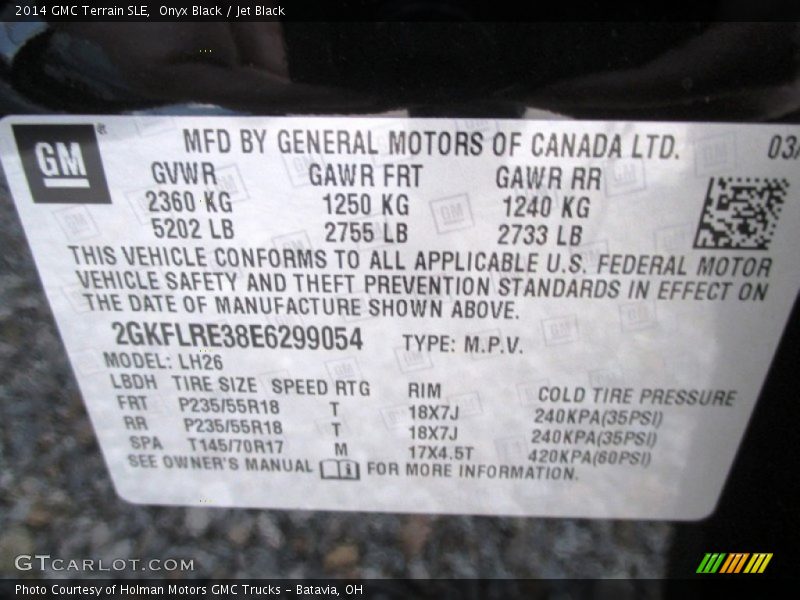 2014 GMC Terrain SLE, Onyx Black / Jet Black
GM
MFD BY GENERAL MOTORS OF CANADA LTD. 03/
GVWR GAWR FRT GAWR RR
2360 KG 1250 KG 1240 KG
5202 LB 2755 LB 2733 LB
THIS VEHICLE CONFORMS TO ALL APPLICABLE U.S. FEDERAL MOTOR
VEHICLE SAFETY AND THEFT PREVENTION STANDARDS IN EFFECT ON
THE DATE OF MANUFACTURE SHOWN ABOVE.
2GKFLRE38E6299054 TYPE: M.P.V.
MODEL: LH26
LBDH TIRE SIZE SPEED RTG RIM COLD TIRE PRESSURE
FRT P235/55R18 T 18X7J 240KPA(35PSI)
RR P235/55R18 T 18X7J 240KPA(35PSI)
SPA T145/70R17 M 17X4.5T 420KPA(60PSI)
SEE OWNER'S MANUAL FOR MORE INFORMATION.
GTCARLOT.COM
Photo Courtesy of Holman Motors GMC Trucks - Batavia, OH